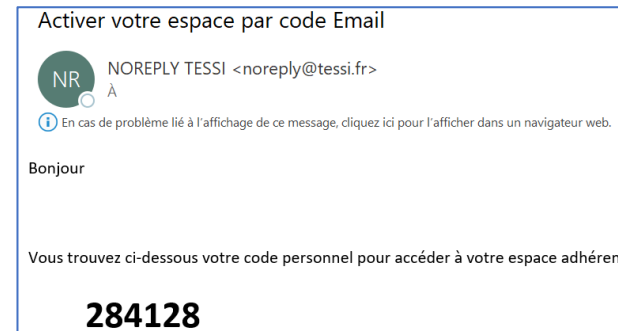 Activer votre espace par code Email
NR
NOREPLY TESSI <noreply@tessi.fr>
À
i En cas de problème lié à l'affichage de ce message, cliquez ici pour l'afficher dans un navigateur web.
Bonjour
Vous trouvez ci-dessous votre code personnel pour accéder à votre espace adhéren
284128